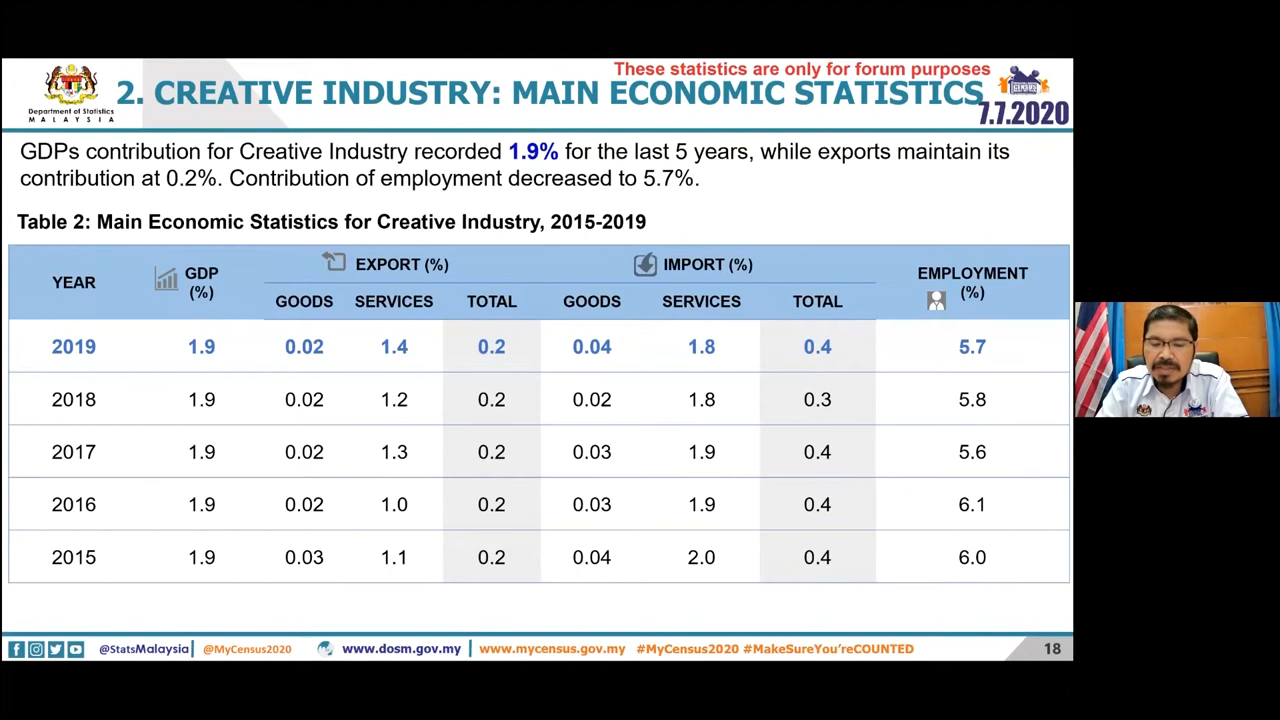 These statistics are only for forum purposes
2. CREATIVE INDUSTRY: MAIN ECONOMIC STATISTICS
Department of Statistics
MALAYSIA
7.7.2020
GDPs contribution for Creative Industry recorded 1.9% for the last 5 years, while exports maintain its
contribution at 0.2%. Contribution of employment decreased to 5.7%.
Table 2: Main Economic Statistics for Creative Industry, 2015-2019
YEAR GDP (%) EXPORT (%) IMPORT (%) EMPLOYMENT (%)
GOODS SERVICES TOTAL GOODS SERVICES TOTAL
2019 1.9 0.02 1.4 0.2 0.04 1.8 0.4 5.7
2018 1.9 0.02 1.2 0.2 0.02 1.8 0.3 5.8
2017 1.9 0.02 1.3 0.2 0.03 1.9 0.4 5.6
2016 1.9 0.02 1.0 0.2 0.03 1.9 0.4 6.1
2015 1.9 0.03 1.1 0.2 0.04 2.0 0.4 6.0
@StatsMalaysia @MyCensus2020 www.dosm.gov.my www.mycensus.gov.my #MyCensus2020 #MakeSureYou'reCOUNTED 18